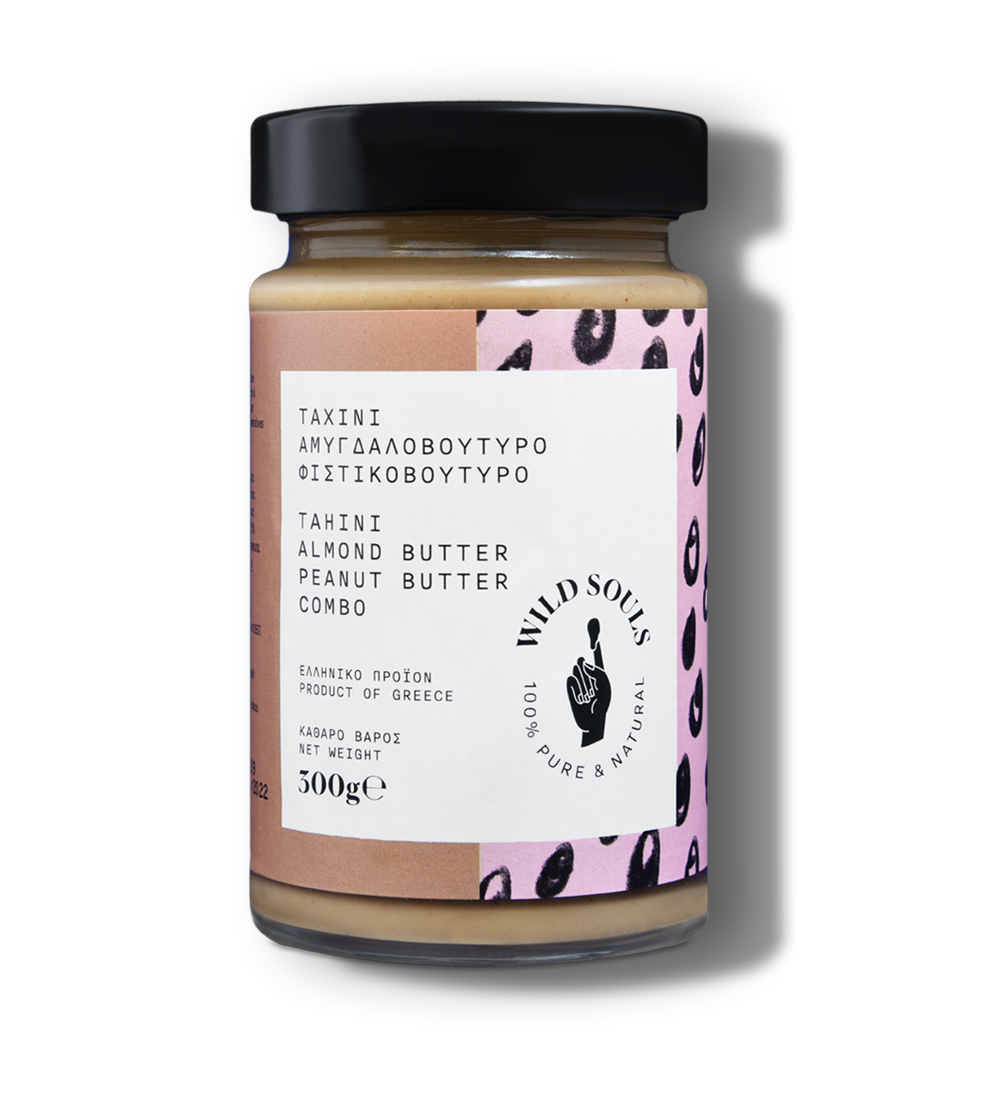 ΤΑΧΙΝΙ
ΑΜΥΓΔΑΛΟΒΟΥΤΥΡΟ
ΦΙΣΤΙΚΟΒΟΥΤΥΡΟ
TAHINI
ALMOND BUTTER
PEANUT BUTTER
COMBO
WILD SOULS
100% PURE & NATURAL
ΕΛΛΗΝΙΚΟ ΠΡΟΪΟΝ
PRODUCT OF GREECE
ΚΑΘΑΡΟ ΒΑΡΟΣ
NET WEIGHT
300g℮
2022